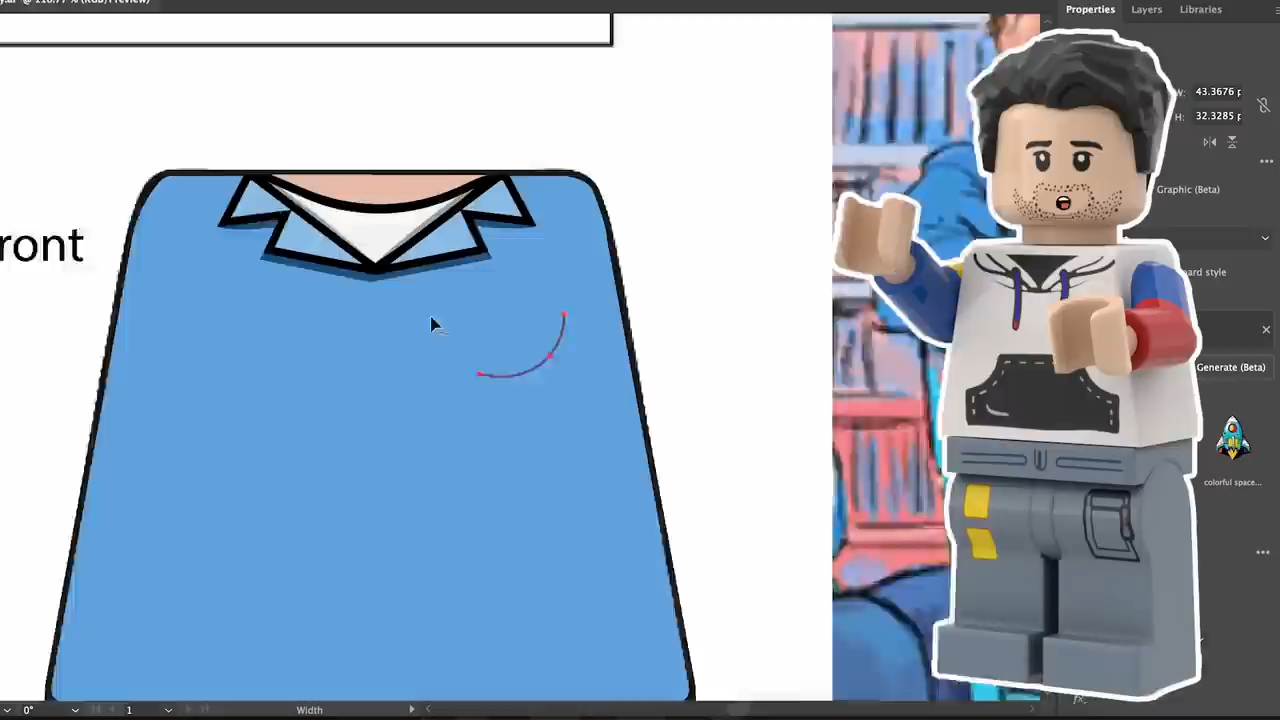 Properties Layers Libraries
W: 43.3676 p
H: 32.3285 p
Graphic (Beta)
ront
ard style
Generate (Beta)
colorful space...
0° 1 Width